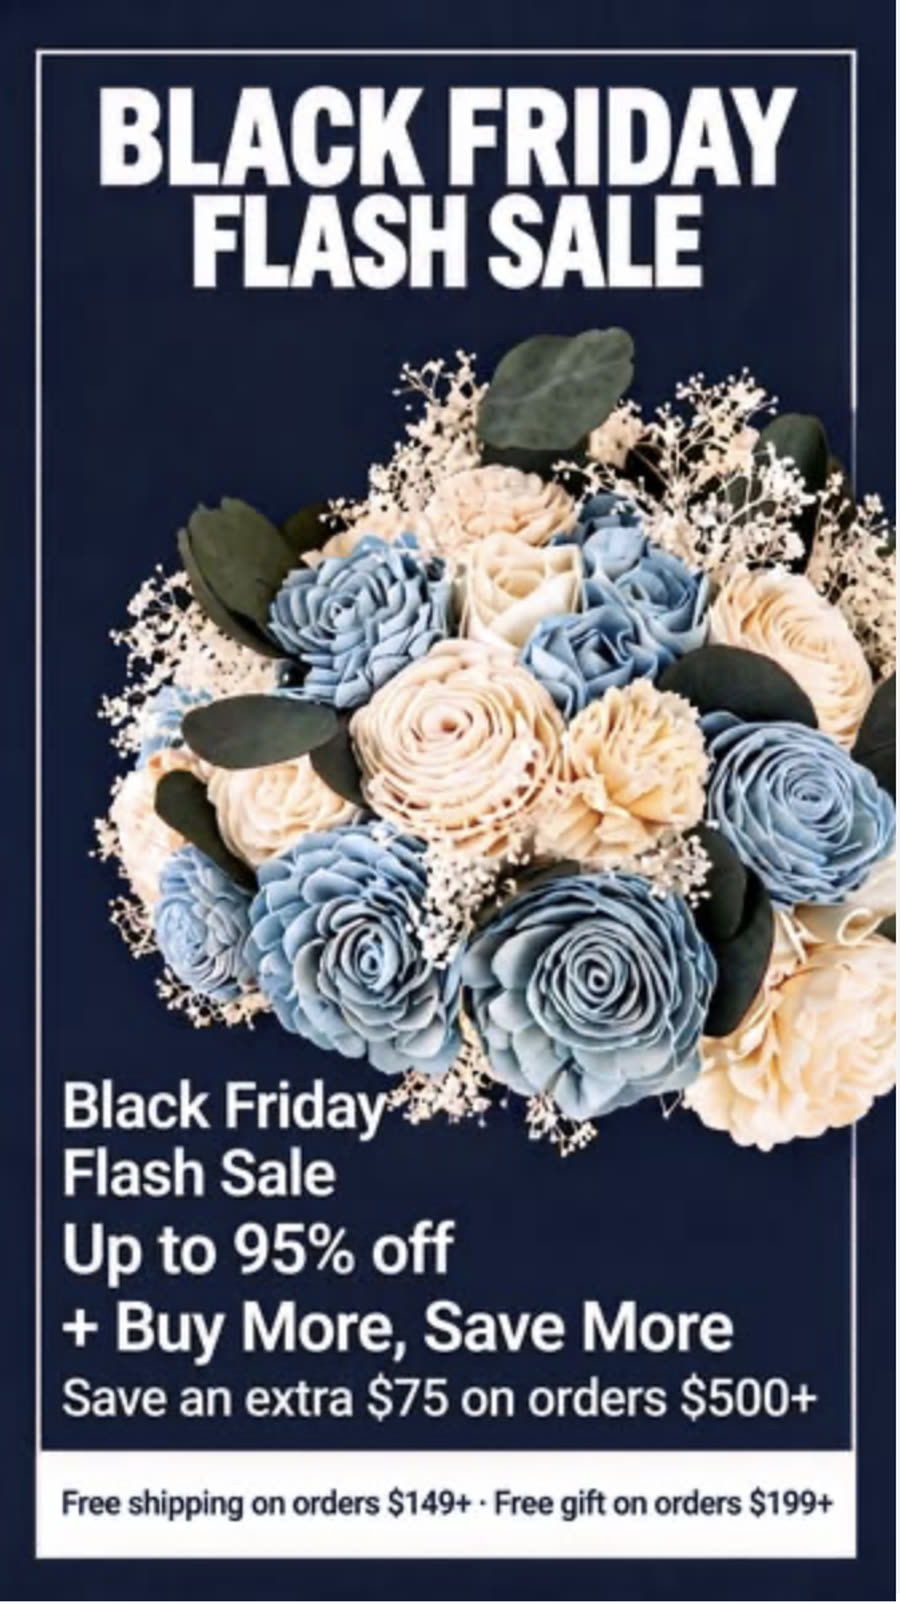 BLACK FRIDAY
FLASH SALE
Black Friday
Flash Sale
Up to 95% off
+ Buy More, Save More
Save an extra $75 on orders $500+
Free shipping on orders $149+ · Free gift on orders $199+